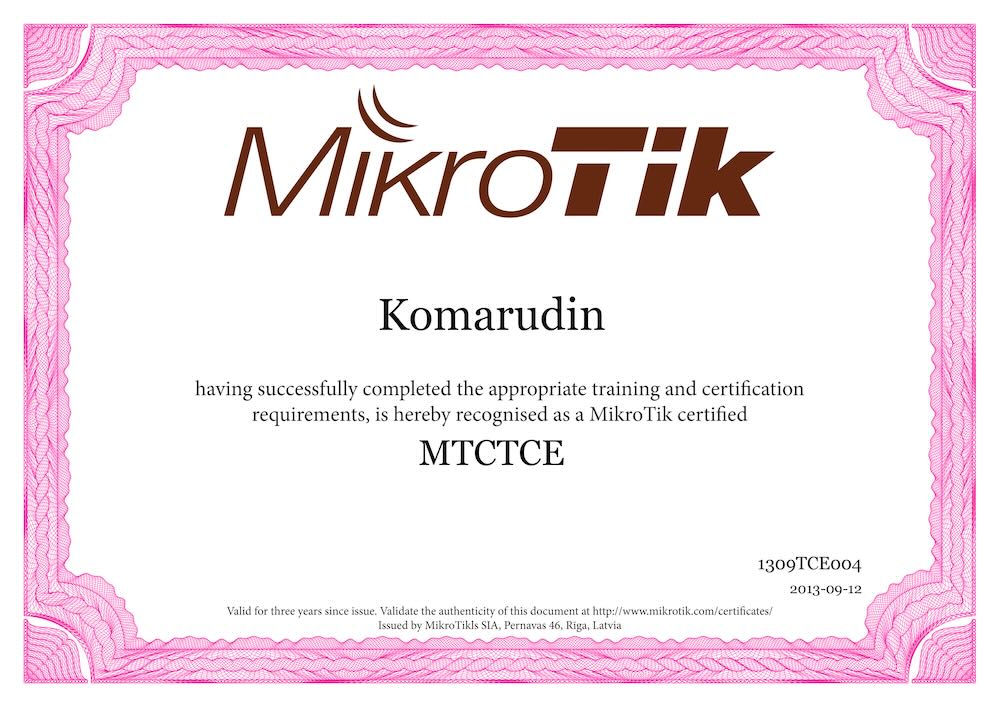 MikroTik
Komarudin
having successfully completed the appropriate training and certification
requirements, is hereby recognised as a MikroTik certified
MTCTCE
1309TCE004
2013-09-12
Valid for three years since issue. Validate the authenticity of this document at http://www.mikrotik.com/certificates/
Issued by MikroTikls SIA, Pernavas 46, Riga, Latvia